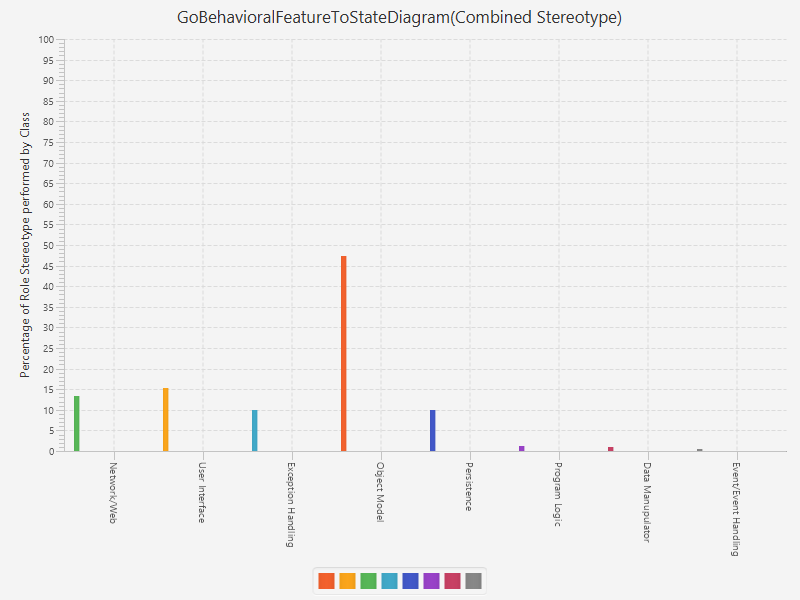 GoBehavioralFeatureToStateDiagram(Combined Stereotype)
Percentage of Role Stereotype performed by Class
100
95
90
85
80
75
70
65
60
55
50
45
40
35
30
25
20
15
10
5
0
Network/Web
User Interface
Exception Handling
Object Model
Persistence
Program Logic
Data Manupulator
Event/Event Handling